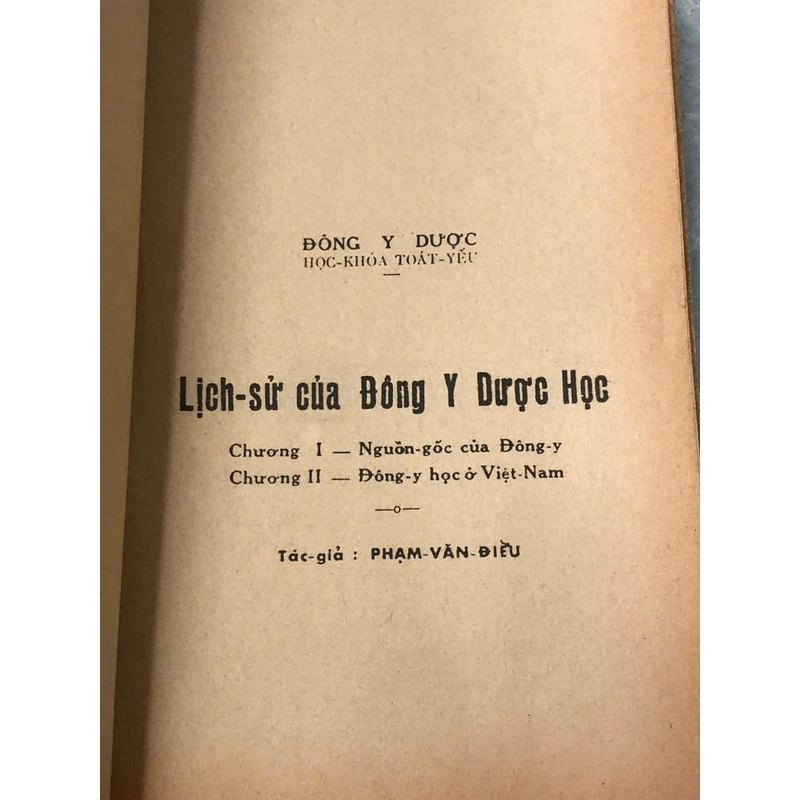 ĐÔNG Y DƯỢC
HỌC-KHÓA TOÁT-YẾU
Lịch-sử của Đông Y Dược Học
Chương I — Nguồn-gốc của Đông-y
Chương II — Đông-y học ở Việt-Nam
—o—
Tác-giả : PHẠM-VĂN-ĐIỀU